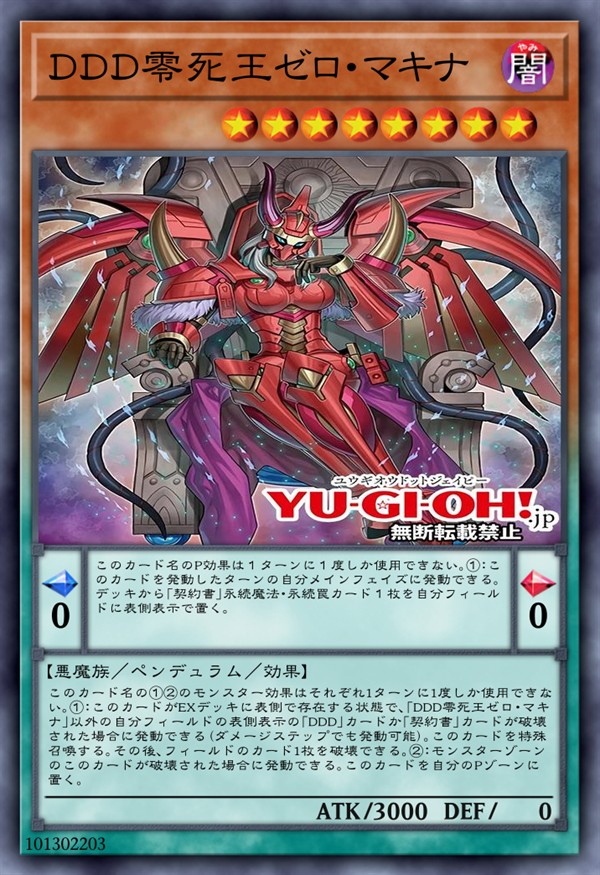 DDD零死王ゼロ・マキナ
やみ
闇
ユウギオウドットジェイピー
YU-GI-OH!.jp
無断転載禁止
このカード名のP効果は1ターンに1度しか使用できない。①：こ
のカードを発動したターンの自分メインフェイズに発動できる。
デッキから「契約書」永続魔法・永続罠カード1枚を自分フィール
ドに表側表示で置く。
0
0
【悪魔族／ペンデュラム／効果】
このカード名の①②のモンスター効果はそれぞれ1ターンに1度しか使用できな
い。①：このカードがEXデッキに表側で存在する状態で、「DDD零死王ゼロ・マキ
ナ」以外の自分フィールドの表側表示の「DDD」カードか「契約書」カードが破壊
された場合に発動できる（ダメージステップでも発動可能）。このカードを特殊
召喚する。その後、フィールドのカード1枚を破壊できる。②：モンスターゾーン
のこのカードが破壊された場合に発動できる。このカードを自分のPゾーンに
置く。
ATK/3000 DEF/ 0
101302203